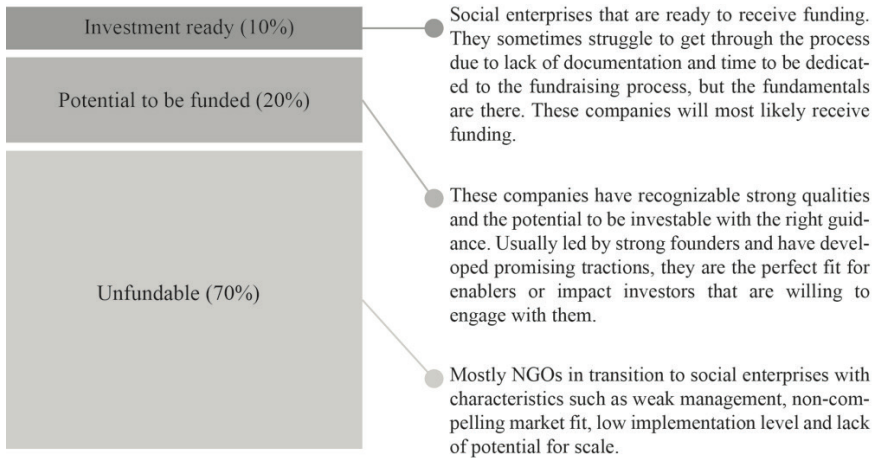 Investment ready (10%)
Social enterprises that are ready to receive funding.
They sometimes struggle to get through the process
due to lack of documentation and time to be dedicat-
ed to the fundraising process, but the fundamentals
are there. These companies will most likely receive
funding.
Potential to be funded (20%)
These companies have recognizable strong qualities
and the potential to be investable with the right guid-
ance. Usually led by strong founders and have devel-
oped promising tractions, they are the perfect fit for
enablers or impact investors that are willing to
engage with them.
Unfundable (70%)
Mostly NGOs in transition to social enterprises with
characteristics such as weak management, non-com-
pelling market fit, low implementation level and lack
of potential for scale.